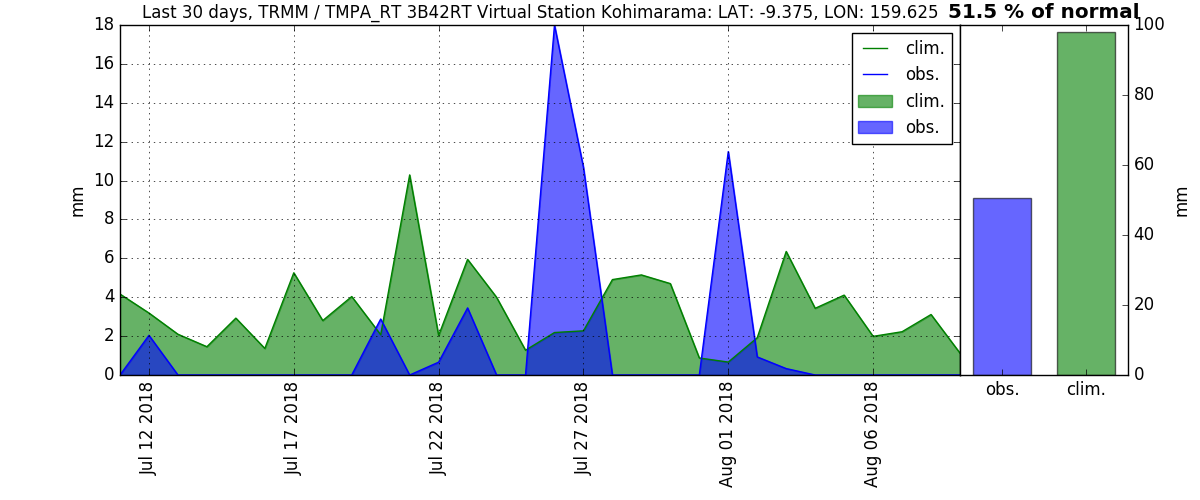 Last 30 days, TRMM / TMPA_RT 3B42RT Virtual Station Kohimarama: LAT: -9.375, LON: 159.625
51.5 % of normal
18
16
14
12
10
8
6
4
2
0
mm
clim.
obs.
clim.
obs.
Jul 12 2018
Jul 17 2018
Jul 22 2018
Jul 27 2018
Aug 01 2018
Aug 06 2018
100
80
60
40
20
0
mm
obs.
clim.